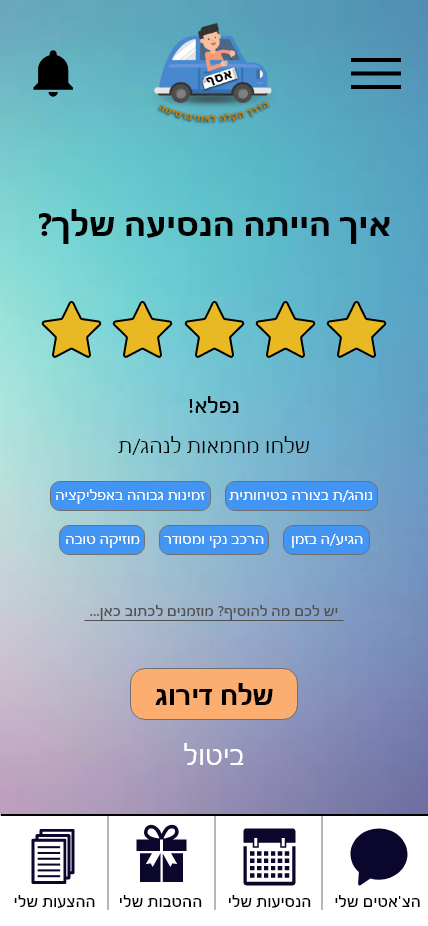 אסף
הדרך הקלה לאוניברסיטה
איך הייתה הנסיעה שלך?
נפלא!
שלחו מחמאות לנהג/ת
נוהג/ת בצורה בטיחותית
זמינות גבוהה באפליקציה
הגיע/ה בזמן
הרכב נקי ומסודר
מוזיקה טובה
יש לכם מה להוסיף? מוזמנים לכתוב כאן...
שלח דירוג
ביטול
הצ'אטים שלי
הנסיעות שלי
ההטבות שלי
ההצעות שלי